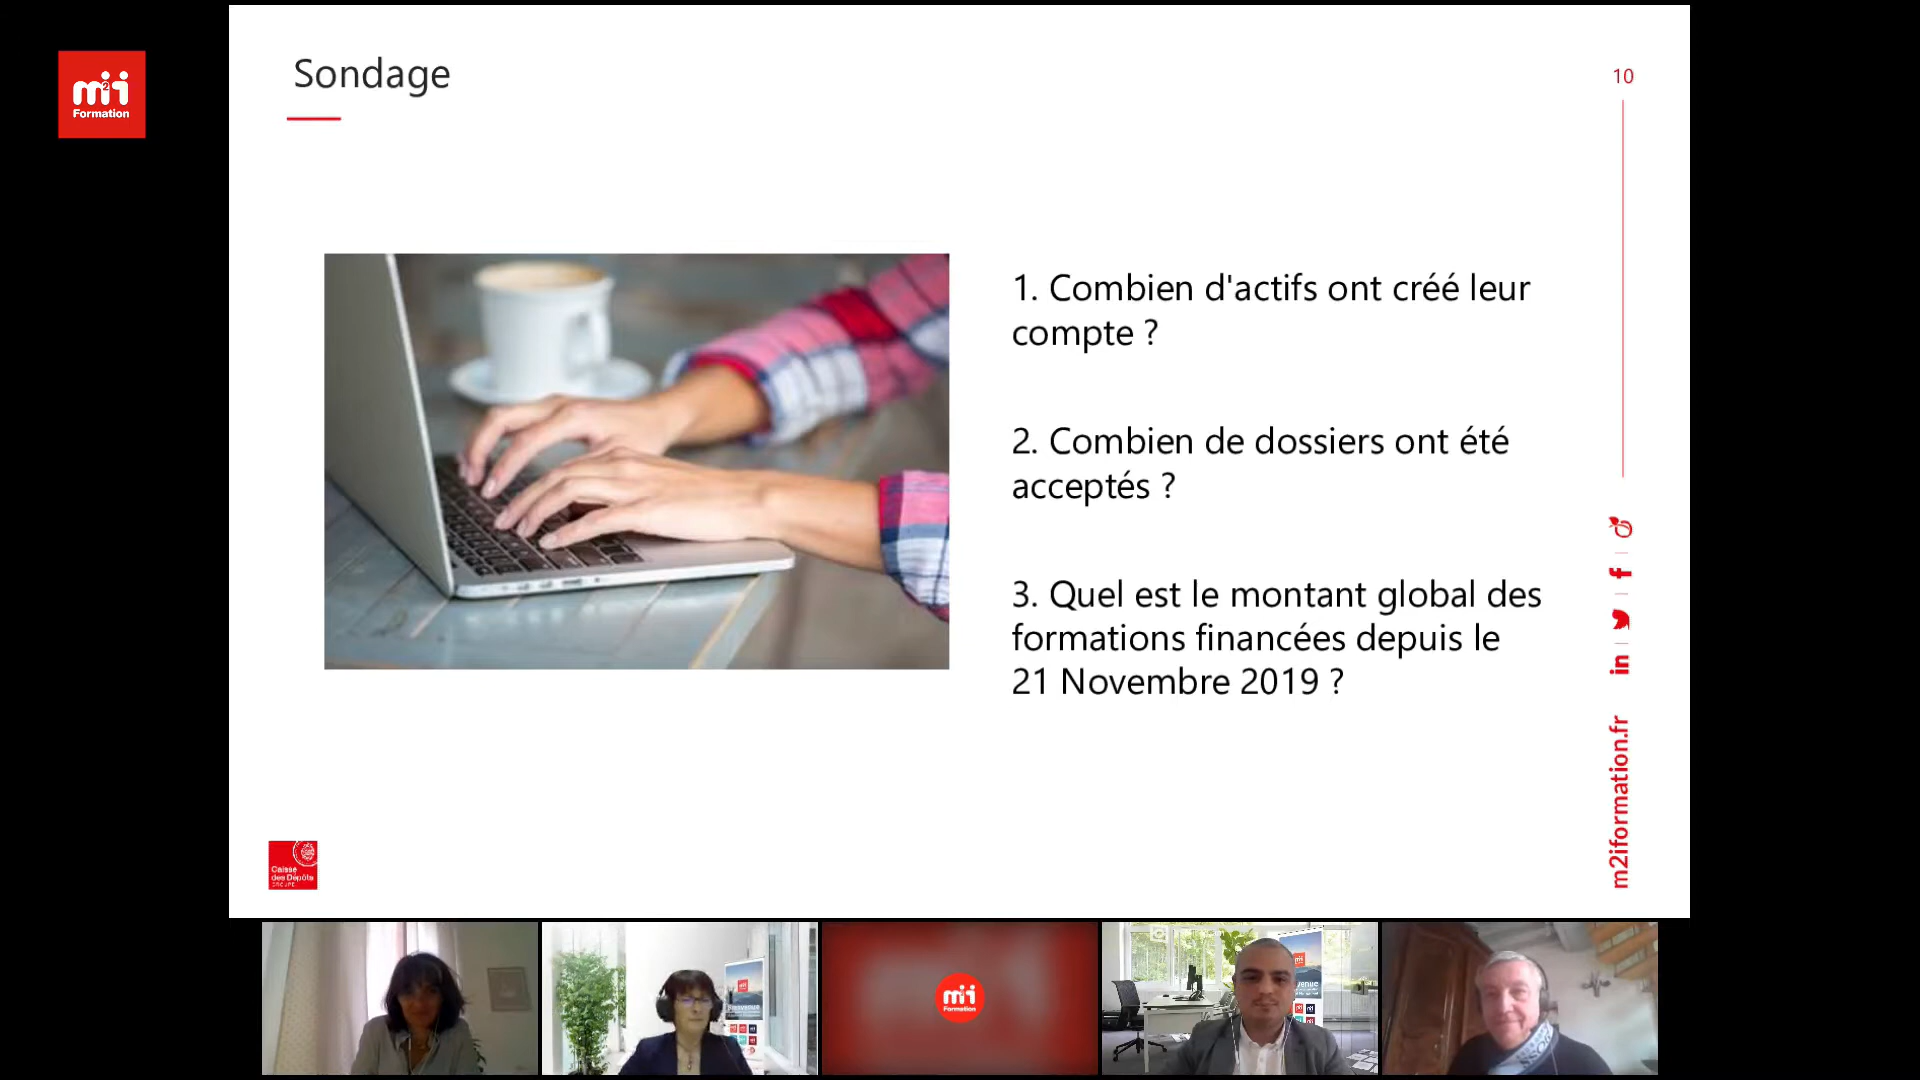 m2i
Formation
Sondage
10
1. Combien d'actifs ont créé leur
compte ?
2. Combien de dossiers ont été
acceptés ?
3. Quel est le montant global des
formations financées depuis le
21 Novembre 2019 ?
in
m2iformation.fr
Caisse
des Dépôts
GROUPE
m2i
Formation